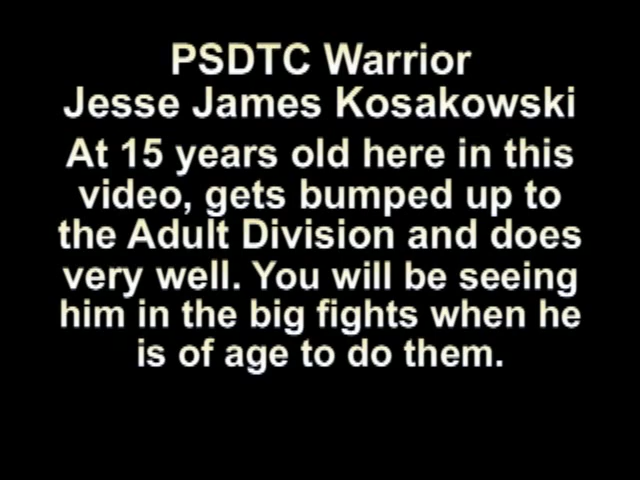 PSDTC Warrior
Jesse James Kosakowski
At 15 years old here in this
video, gets bumped up to
the Adult Division and does
very well. You will be seeing
him in the big fights when he
is of age to do them.